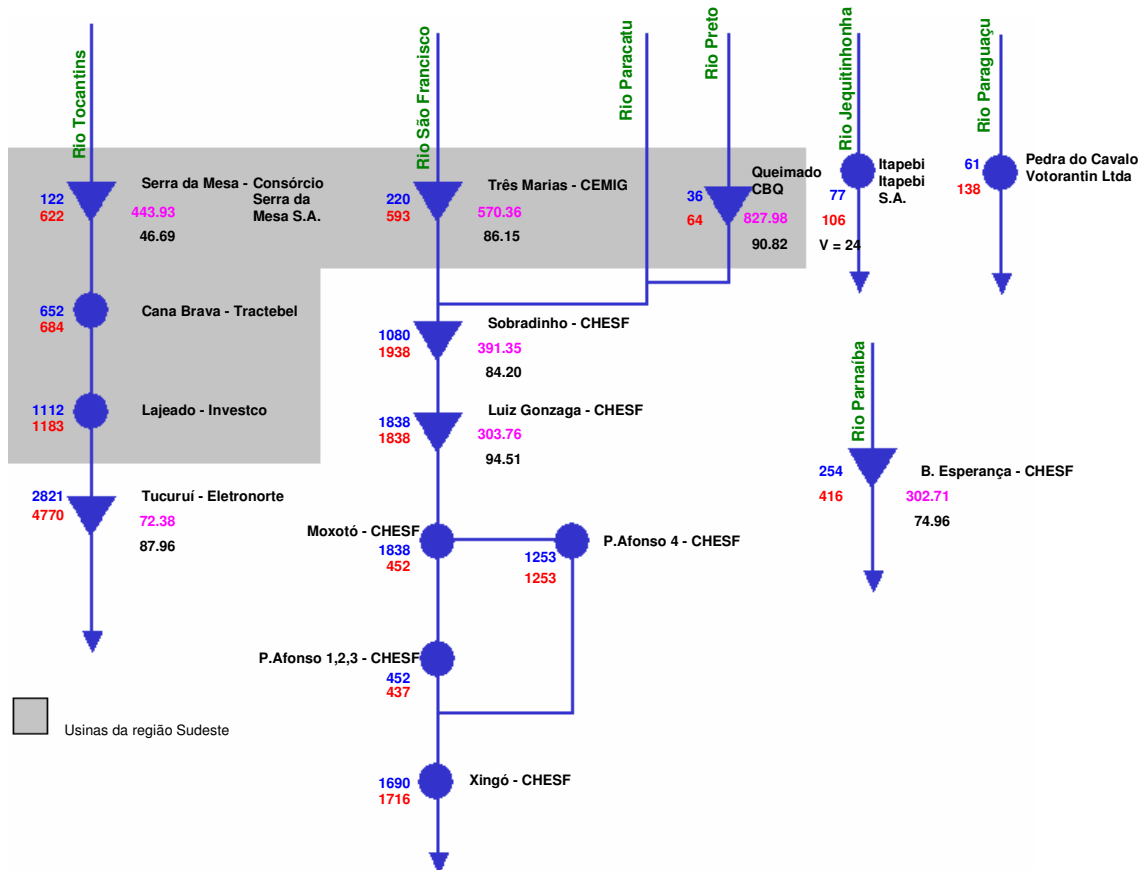 Rio Tocantins
Rio São Francisco
Rio Paracatu
Rio Preto
Rio Jequitinhonha
Rio Paraguaçu
122
622
Serra da Mesa - Consórcio
Serra da
Mesa S.A.
443.93
46.69
220
593
Três Marias - CEMIG
570.36
86.15
36
64
Queimado
CBQ
827.98
90.82
77
106
V = 24
Itapebi
Itapebi
S.A.
61
138
Pedra do Cavalo
Votorantin Ltda
652
684
Cana Brava - Tractebel
1080
1938
Sobradinho - CHESF
391.35
84.20
1112
1183
Lajeado - Investco
1838
1838
Luiz Gonzaga - CHESF
303.76
94.51
Rio Parnaíba
254
416
B. Esperança - CHESF
302.71
74.96
2821
4770
Tucuruí - Eletronorte
72.38
87.96
Moxotó - CHESF
1838
452
1253
1253
P.Afonso 4 - CHESF
P.Afonso 1,2,3 - CHESF
452
437
Usinas da região Sudeste
1690
1716
Xingó - CHESF